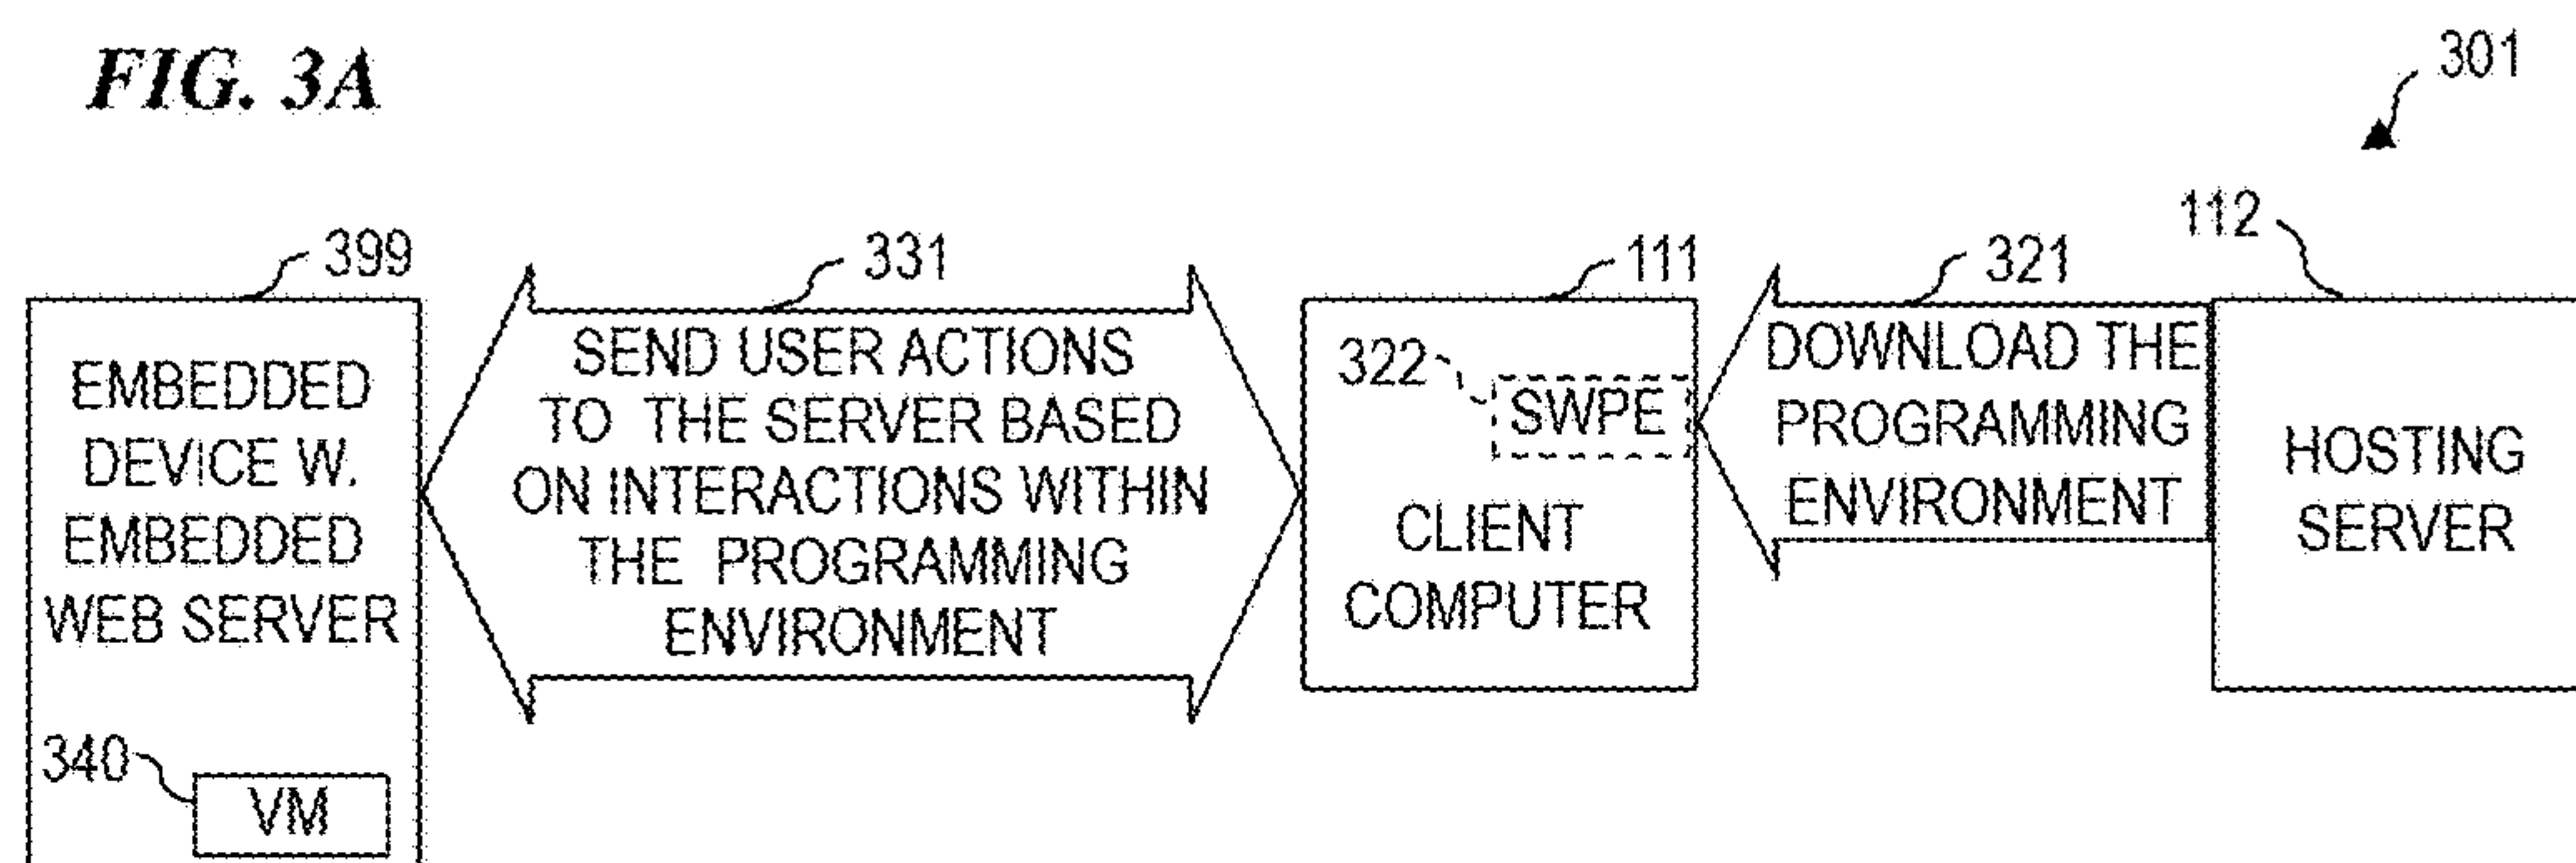 FIG. 3A
301
399
EMBEDDED
DEVICE W.
EMBEDDED
WEB SERVER
340
VM
331
SEND USER ACTIONS
TO THE SERVER BASED
ON INTERACTIONS WITHIN
THE PROGRAMMING
ENVIRONMENT
111
322
SWPE
CLIENT
COMPUTER
321
DOWNLOAD THE
PROGRAMMING
ENVIRONMENT
112
HOSTING
SERVER